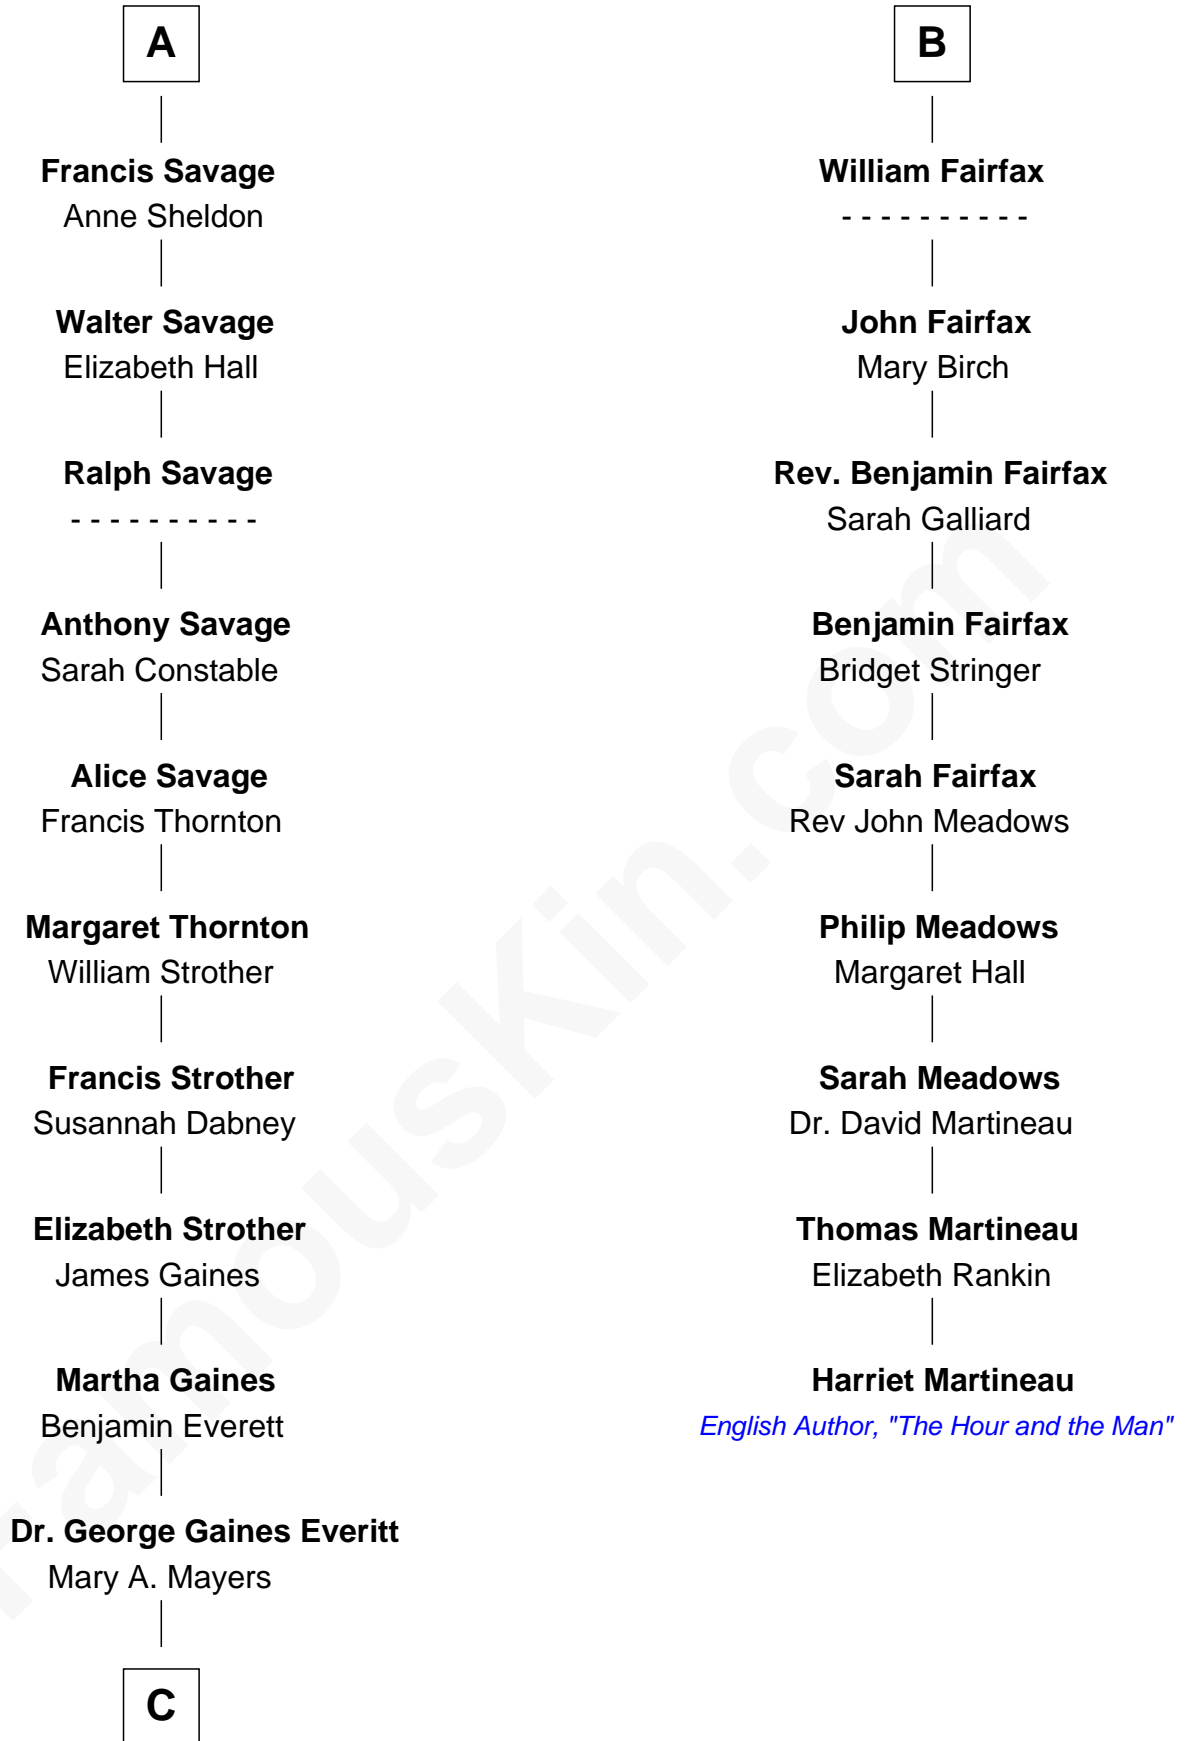 A
Francis Savage
Anne Sheldon
Walter Savage
Elizabeth Hall
Ralph Savage
- - - - - - - - - -
Anthony Savage
Sarah Constable
Alice Savage
Francis Thornton
Margaret Thornton
William Strother
Francis Strother
Susannah Dabney
Elizabeth Strother
James Gaines
Martha Gaines
Benjamin Everett
Dr. George Gaines Everitt
Mary A. Mayers
C
B
William Fairfax
- - - - - - - - - -
John Fairfax
Mary Birch
Rev. Benjamin Fairfax
Sarah Galliard
Benjamin Fairfax
Bridget Stringer
Sarah Fairfax
Rev John Meadows
Philip Meadows
Margaret Hall
Sarah Meadows
Dr. David Martineau
Thomas Martineau
Elizabeth Rankin
Harriet Martineau
English Author, "The Hour and the Man"
FamousKin.com